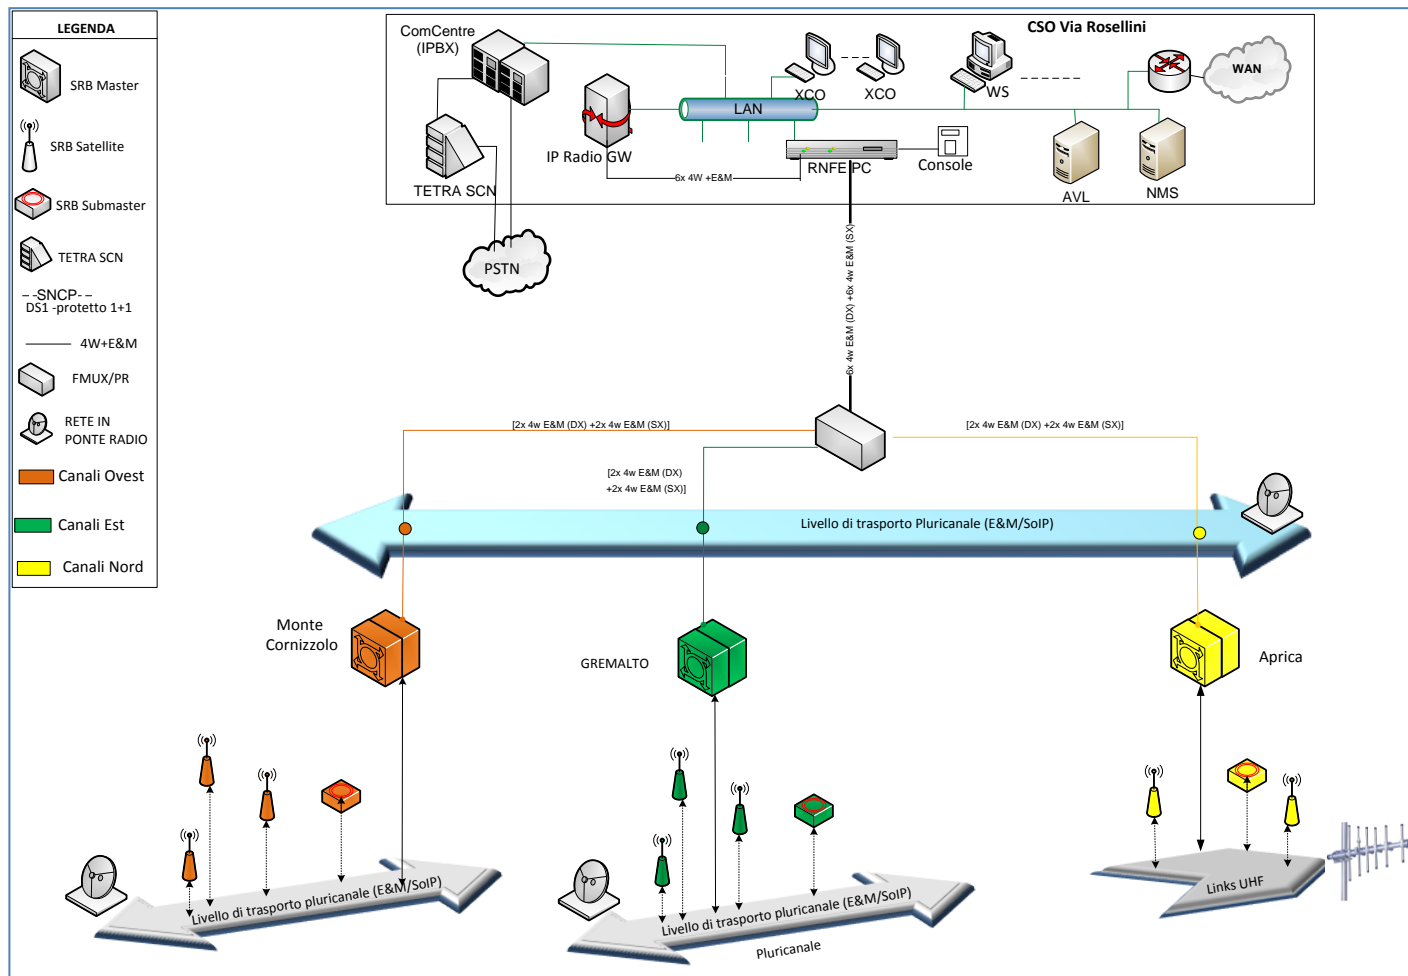 LEGENDA
SRB Master
SRB Satellite
SRB Submaster
TETRA SCN
- -SNCP- -
DS1 -protetto 1+1
4W+E&M
FMUX/PR
RETE IN
PONTE RADIO
Canali Ovest
Canali Est
Canali Nord
CSO Via Rosellini
ComCentre
(IPBX)
XCO
XCO
WS
WAN
LAN
IP Radio GW
RNFE PC
Console
TETRA SCN
6x 4W +E&M
AVL
NMS
PSTN
6x 4w E&M (DX) +6x 4w E&M (SX)
[2x 4w E&M (DX) +2x 4w E&M (SX)]
[2x 4w E&M (DX) +2x 4w E&M (SX)]
[2x 4w E&M (DX)
+2x 4w E&M (SX)]
Livello di trasporto Pluricanale (E&M/SoIP)
Monte
Cornizzolo
GREMALTO
Aprica
Livello di trasporto pluricanale (E&M/SoIP)
Livello di trasporto pluricanale (E&M/SoIP)
Pluricanale
Links UHF